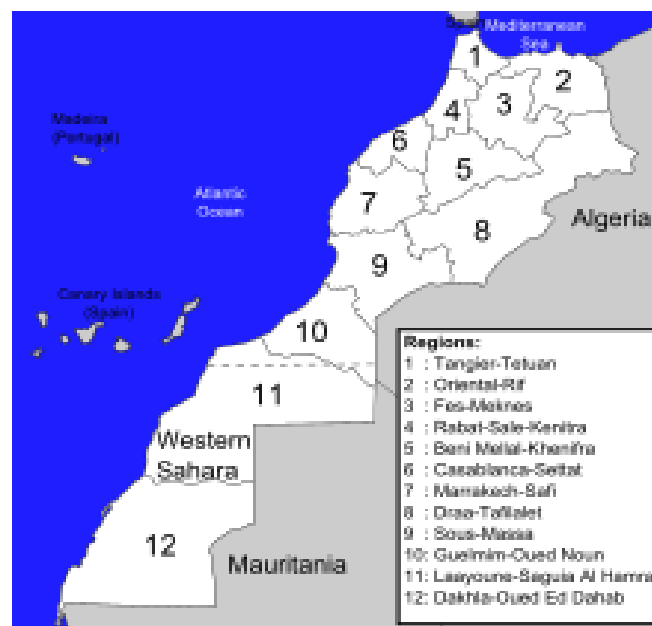 Spain
Mediterranean
Sea
1
2
3
4
Madeira
(Portugal)
6
5
Atlantic
Ocean
7
8
Algeria
9
Canary Islands
(Spain)
10
11
Western
Sahara
12
Mauritania
Regions:
1 : Tangier-Tetuan
2 : Oriental-Rif
3 : Fes-Meknes
4 : Rabat-Sale-Kenitra
5 : Beni Mellal-Khenifra
6 : Casablanca-Settat
7 : Marrakech-Safi
8 : Draa-Tafilalet
9 : Sous-Massa
10: Guelmim-Oued Noun
11: Laayoune-Saguia Al Hamra
12: Dakhla-Oued Ed Dahab